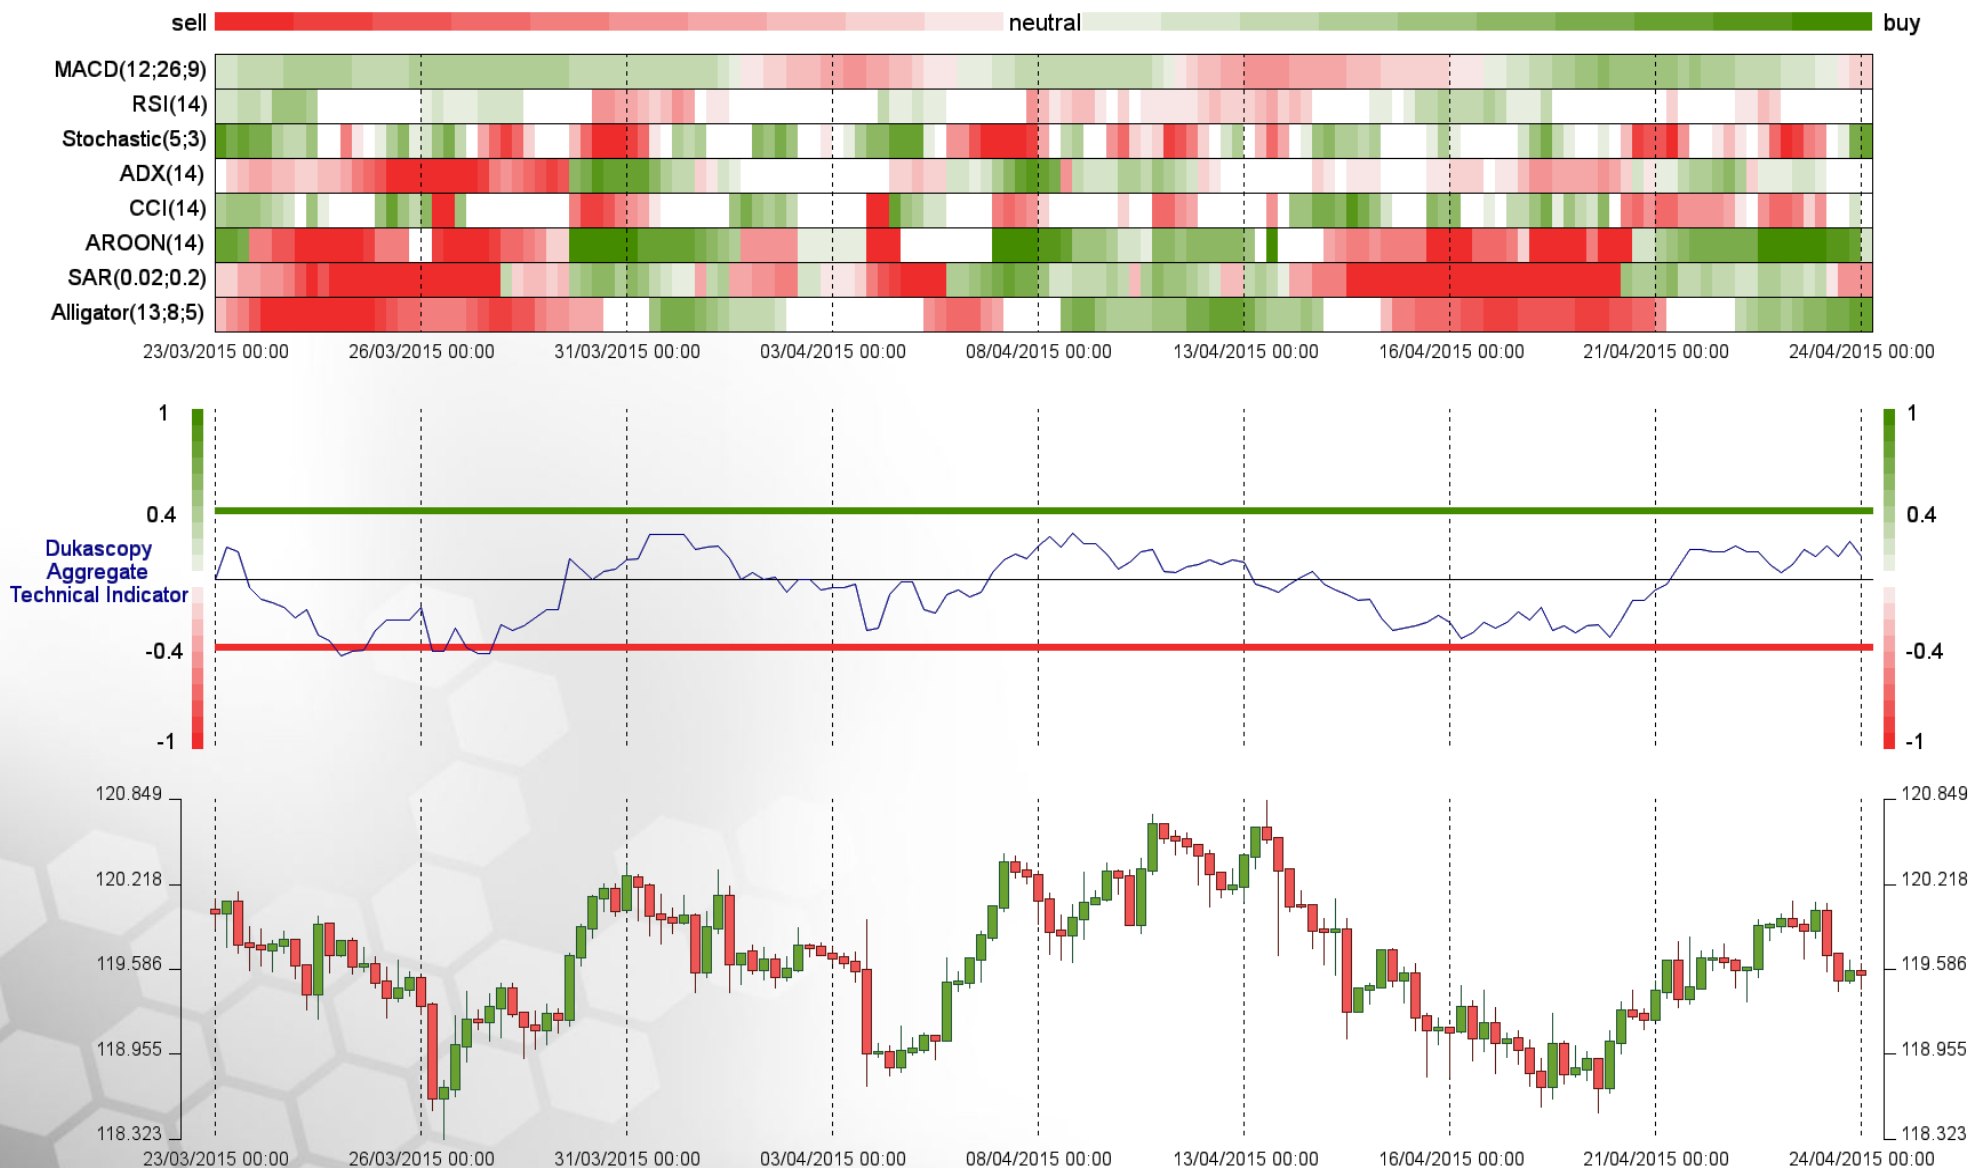 sell neutral buy
MACD(12;26;9)
RSI(14)
Stochastic(5;3)
ADX(14)
CCI(14)
AROON(14)
SAR(0.02;0.2)
Alligator(13;8;5)
23/03/2015 00:00 26/03/2015 00:00 31/03/2015 00:00 03/04/2015 00:00 08/04/2015 00:00 13/04/2015 00:00 16/04/2015 00:00 21/04/2015 00:00 24/04/2015 00:00
1 1
0.4 0.4
Dukascopy
Aggregate
Technical Indicator
-0.4 -0.4
-1 -1
120.849 120.849
120.218 120.218
119.586 119.586
118.955 118.955
118.323 118.323
23/03/2015 00:00 26/03/2015 00:00 31/03/2015 00:00 03/04/2015 00:00 08/04/2015 00:00 13/04/2015 00:00 16/04/2015 00:00 21/04/2015 00:00 24/04/2015 00:00